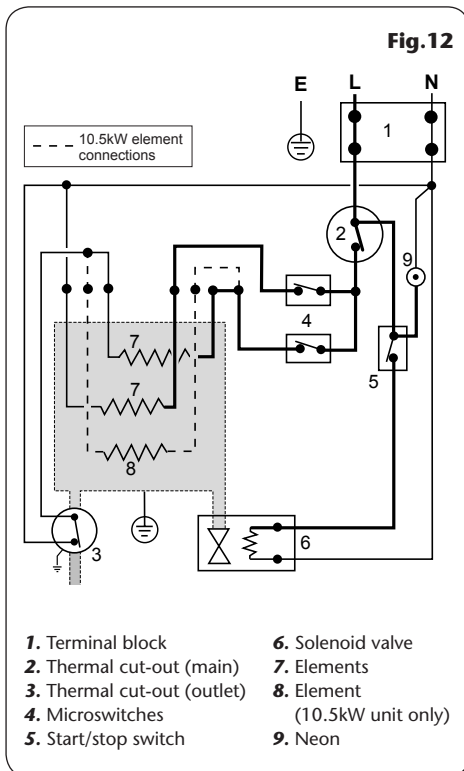 Fig.12
E L N
1
10.5kW element
connections
2
9
4
7
5
7
8
6
3
1. Terminal block
2. Thermal cut-out (main)
3. Thermal cut-out (outlet)
4. Microswitches
5. Start/stop switch
6. Solenoid valve
7. Elements
8. Element
(10.5kW unit only)
9. Neon